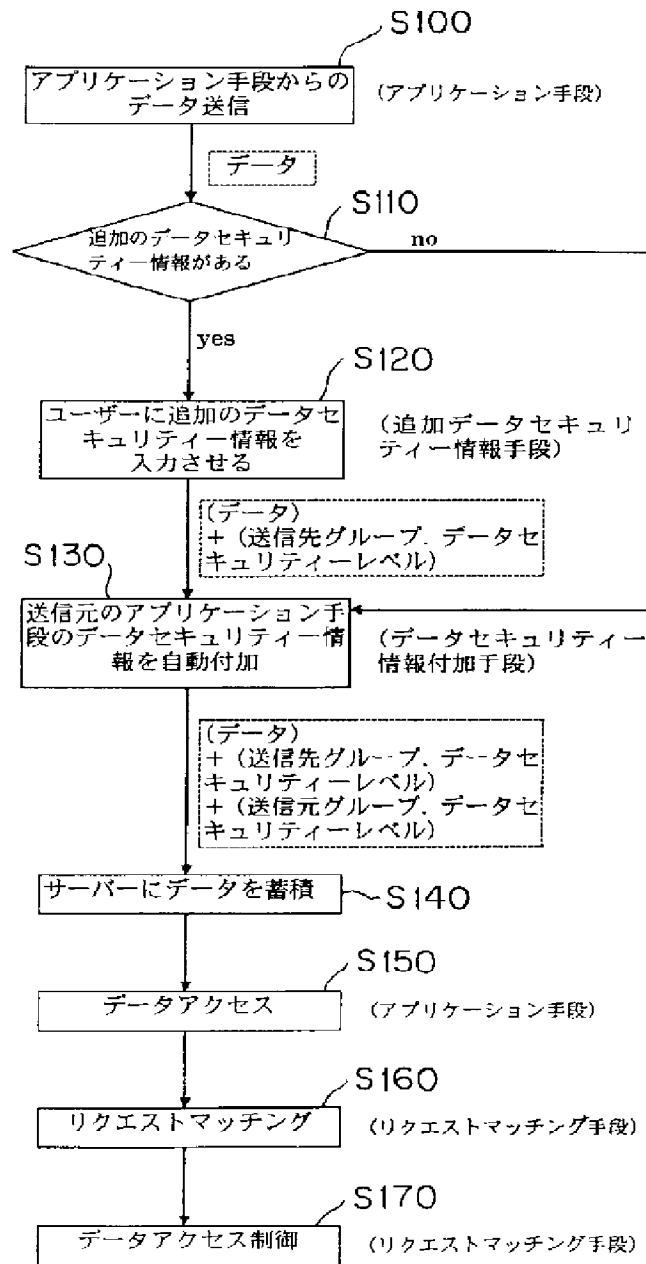 S100
アプリケーション手段からの
データ送信
(アプリケーション手段)
データ
S110
追加のデータセキュリ
ティー情報がある
no
yes
S120
ユーザーに追加のデータセ
キュリティー情報を
入力させる
(追加データセキュリ
ティー情報手段)
(データ)
+(送信先グループ、データセ
キュリティーレベル)
S130
送信元のアプリケーション手
段のデータセキュリティー情
報を自動付加
(データセキュリティー
情報付加手段)
(データ)
+(送信先グループ、データセ
キュリティーレベル)
+(送信元グループ、データセ
キュリティーレベル)
サーバーにデータを蓄積
S140
S150
データアクセス
(アプリケーション手段)
S160
リクエストマッチング
(リクエストマッチング手段)
S170
データアクセス制御
(リクエストマッチング手段)